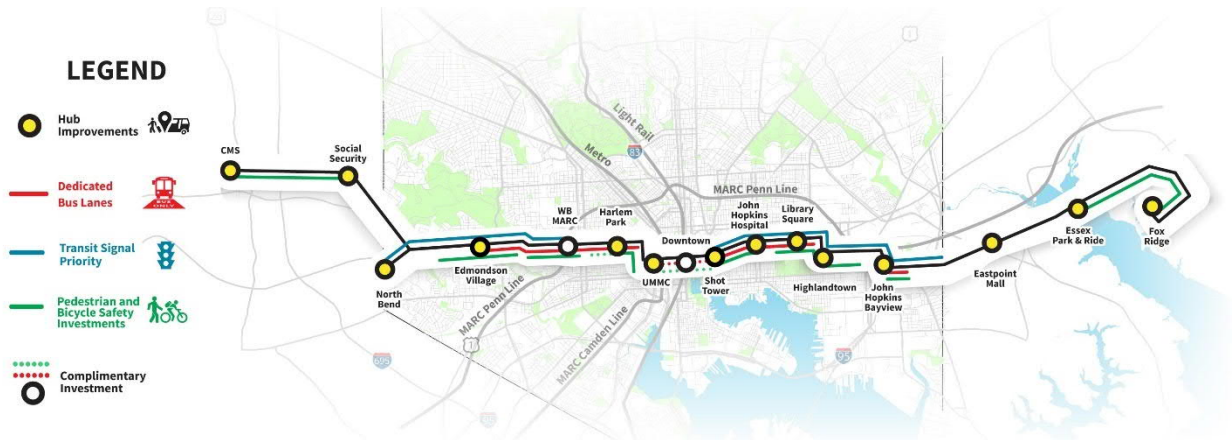 LEGEND
Hub
Improvements
Dedicated
Bus Lanes
BUS
ONLY
Transit Signal
Priority
Pedestrian and
Bicycle Safety
Investments
Complimentary
Investment
CMS
Social
Security
North
Bend
Edmondson
Village
WB
MARC
Harlem
Park
UMMC
Downtown
Shot
Tower
John
Hopkins
Hospital
Library
Square
Highlandtown
John
Hopkins
Bayview
Eastpoint
Mall
Essex
Park & Ride
Fox
Ridge
Light Rail
Metro
83
MARC Penn Line
MARC Penn Line
MARC Camden Line
1
1
695
95